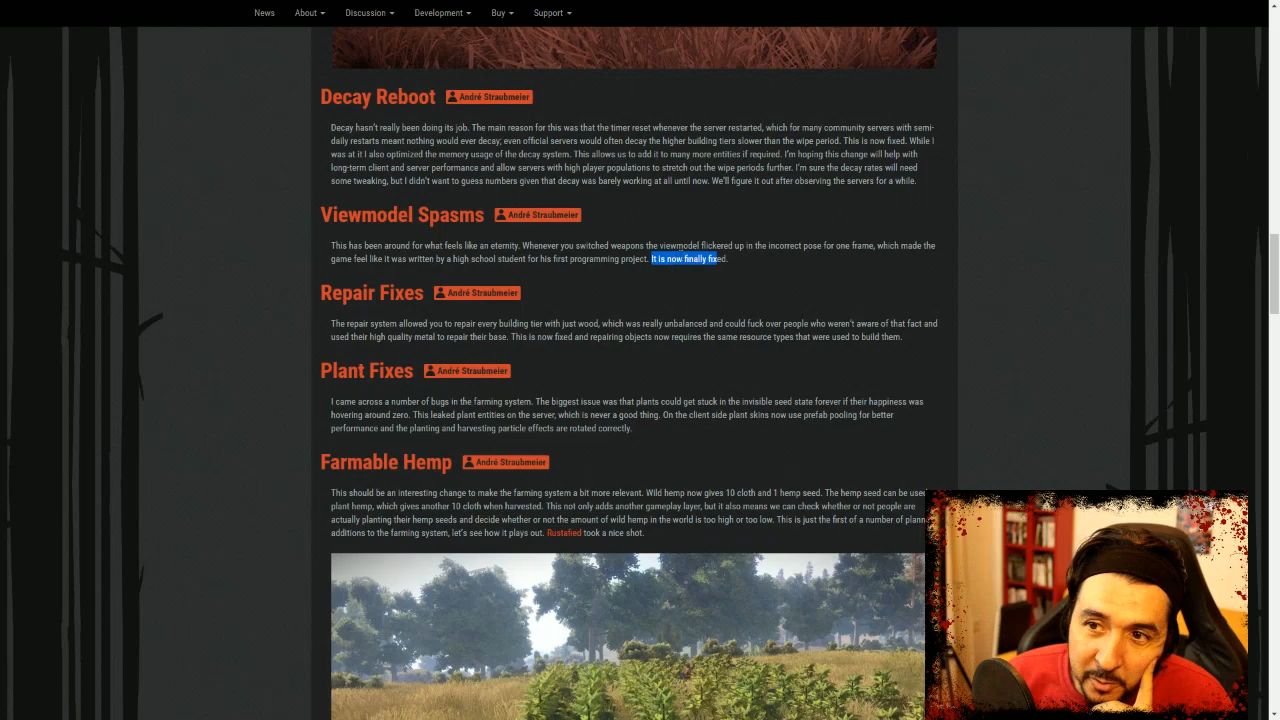 News About Discussion Development Buy Support
Decay Reboot André Straubmeier
Decay hasn't really been doing its job. The main reason for this was that the timer reset whenever the server restarted, which for many community servers with semi-
daily restarts meant nothing would ever decay; even official servers would often decay the higher building tiers slower than the wipe period. This is now fixed. While I
was at it I also optimized the memory usage of the decay system. This allows us to add it to many more entities if required. I'm hoping this change will help with
long-term client and server performance and allow servers with high player populations to stretch out the wipe periods further. I'm sure the decay rates will need
some tweaking, but I didn't want to guess numbers given that decay was barely working at all until now. We'll figure it out after observing the servers for a while.
Viewmodel Spasms André Straubmeier
This has been around for what feels like an eternity. Whenever you switched weapons the viewmodel flickered up in the incorrect pose for one frame, which made the
game feel like it was written by a high school student for his first programming project. It is now finally fixed.
Repair Fixes André Straubmeier
The repair system allowed you to repair every building tier with just wood, which was really unbalanced and could fuck over people who weren't aware of that fact and
used their high quality metal to repair their base. This is now fixed and repairing objects now requires the same resource types that were used to build them.
Plant Fixes André Straubmeier
I came across a number of bugs in the farming system. The biggest issue was that plants could get stuck in the invisible seed state forever if their happiness was
hovering around zero. This leaked plant entities on the server, which is never a good thing. On the client side plant skins now use prefab pooling for better
performance and the planting and harvesting particle effects are rotated correctly.
Farmable Hemp André Straubmeier
This should be an interesting change to make the farming system a bit more relevant. Wild hemp now gives 10 cloth and 1 hemp seed. The hemp seed can be used
plant hemp, which gives another 10 cloth when harvested. This not only adds another gameplay layer, but it also means we can check whether or not people are
actually planting their hemp seeds and decide whether or not the amount of wild hemp in the world is too high or too low. This is just the first of a number of plann
additions to the farming system, let's see how it plays out. Rustafied took a nice shot.